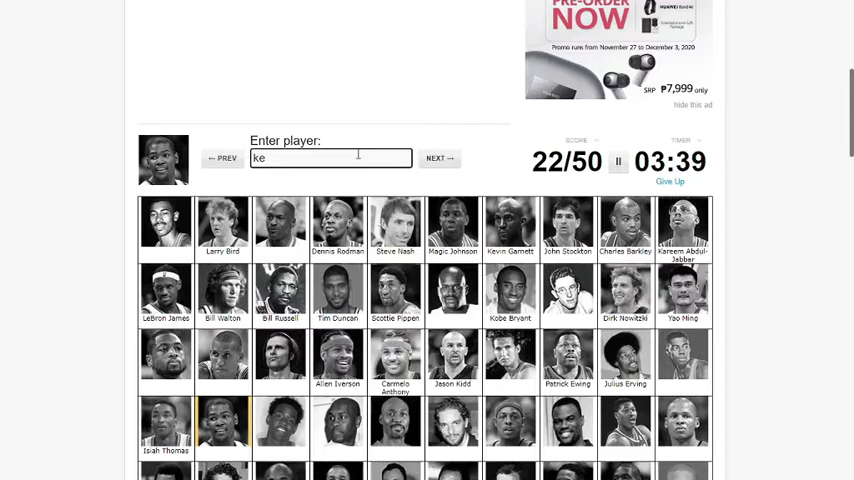 PRE-ORDER
NOW
Promo runs from November 27 to December 3, 2020
SRP ₱7,999 only
hide this ad
Enter player:
← PREV
ke
NEXT →
SCORE
22/50
TIMER
03:39
Give Up
Larry Bird
Dennis Rodman
Steve Nash
Magic Johnson
Kevin Garnett
John Stockton
Charles Barkley
Kareem Abdul-
Jabbar
LeBron James
Bill Walton
Bill Russell
Tim Duncan
Scottie Pippen
Kobe Bryant
Dirk Nowitzki
Yao Ming
Allen Iverson
Carmelo
Anthony
Jason Kidd
Patrick Ewing
Julius Erving
Isiah Thomas